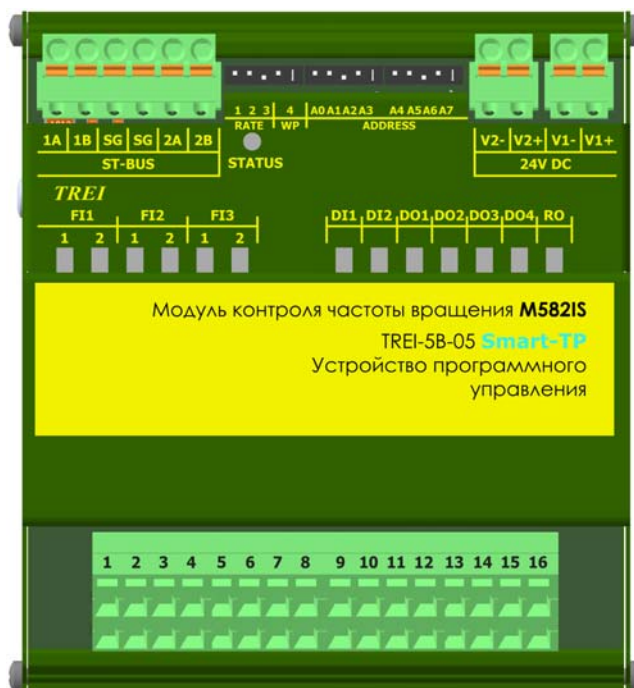 1 2 3 4 A0 A1 A2 A3 A4 A5 A6 A7
RATE WP ADDRESS
1A 1B SG SG 2A 2B
ST-BUS
STATUS
V2- V2+ V1- V1+
24V DC
TREI
FI1 FI2 FI3
1 2 1 2 1 2
DI1 DI2 DO1 DO2 DO3 DO4 RO
Модуль контроля частоты вращения M582IS
TREI-5B-05 Smart-TP
Устройство программного
управления
1 2 3 4 5 6 7 8 9 10 11 12 13 14 15 16